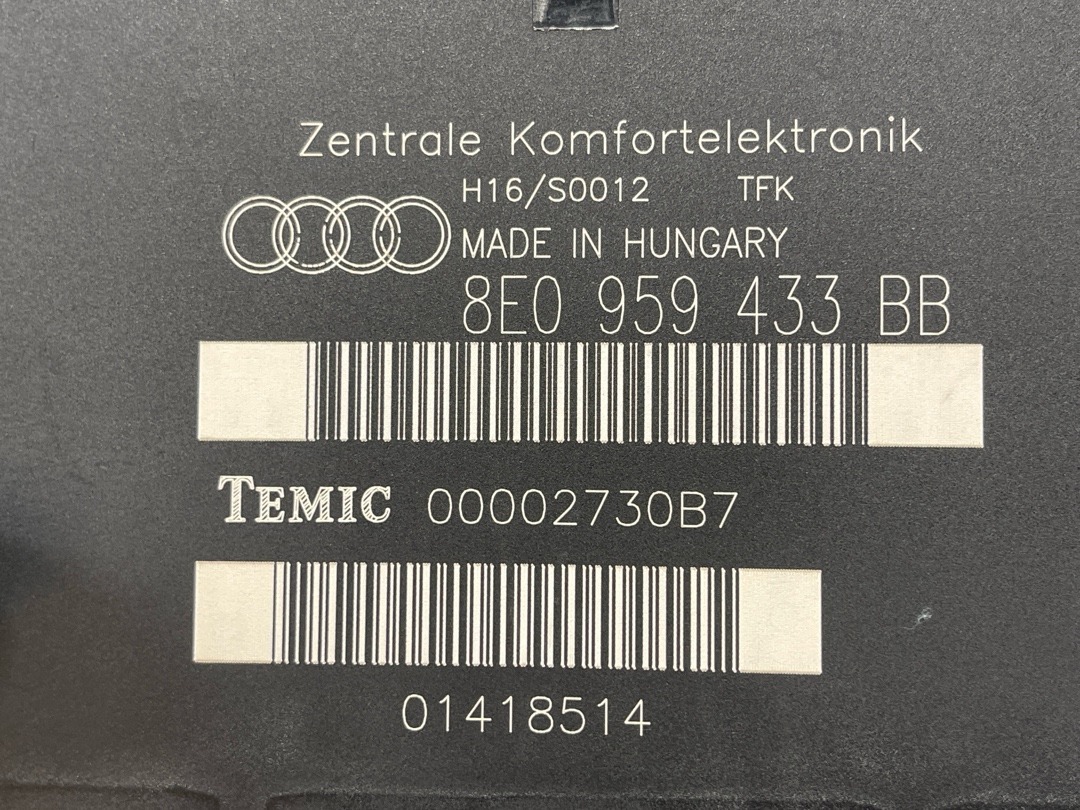 Zentrale Komfortelektronik
H16/S0012 TFK
MADE IN HUNGARY
8E0 959 433 BB
TEMIC 00002730B7
01418514